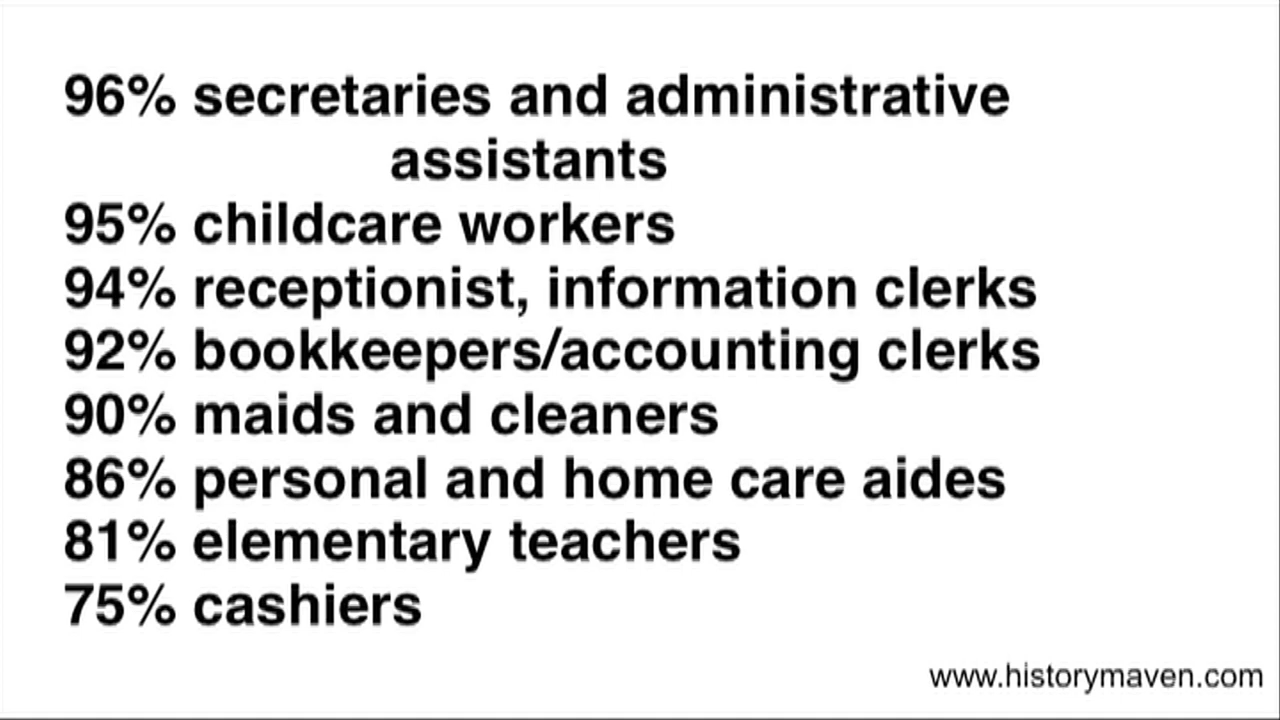 96% secretaries and administrative
assistants
95% childcare workers
94% receptionist, information clerks
92% bookkeepers/accounting clerks
90% maids and cleaners
86% personal and home care aides
81% elementary teachers
75% cashiers
www.historymaven.com